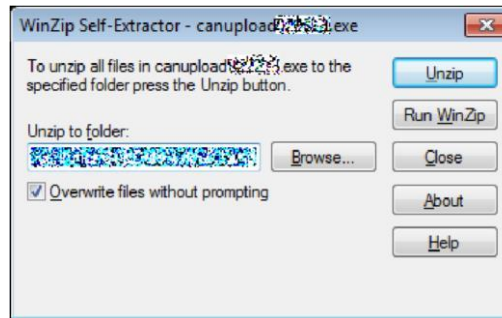 WinZip Self-Extractor - canupload .exe
To unzip all files in canupload .exe to the
specified folder press the Unzip button.
Unzip to folder:
Browse...
Overwrite files without prompting
Unzip
Run WinZip
Close
About
Help